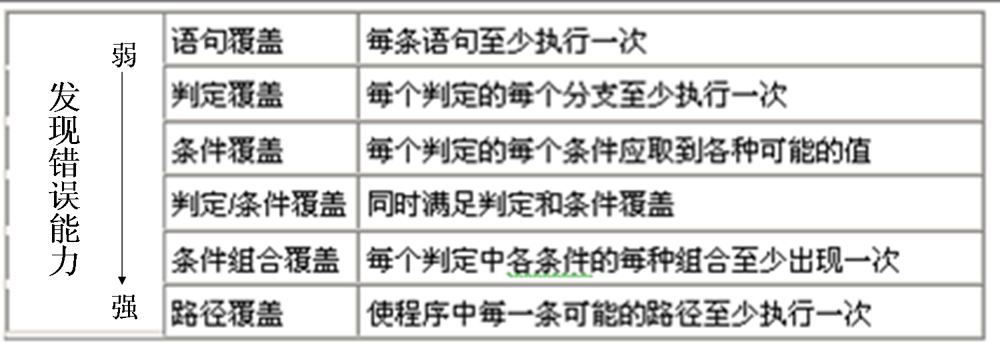 发现错误能力
弱
强
语句覆盖 每条语句至少执行一次
判定覆盖 每个判定的每个分支至少执行一次
条件覆盖 每个判定的每个条件应取到各种可能的值
判定/条件覆盖 同时满足判定和条件覆盖
条件组合覆盖 每个判定中各条件的每种组合至少出现一次
路径覆盖 使程序中每一条可能的路径至少执行一次